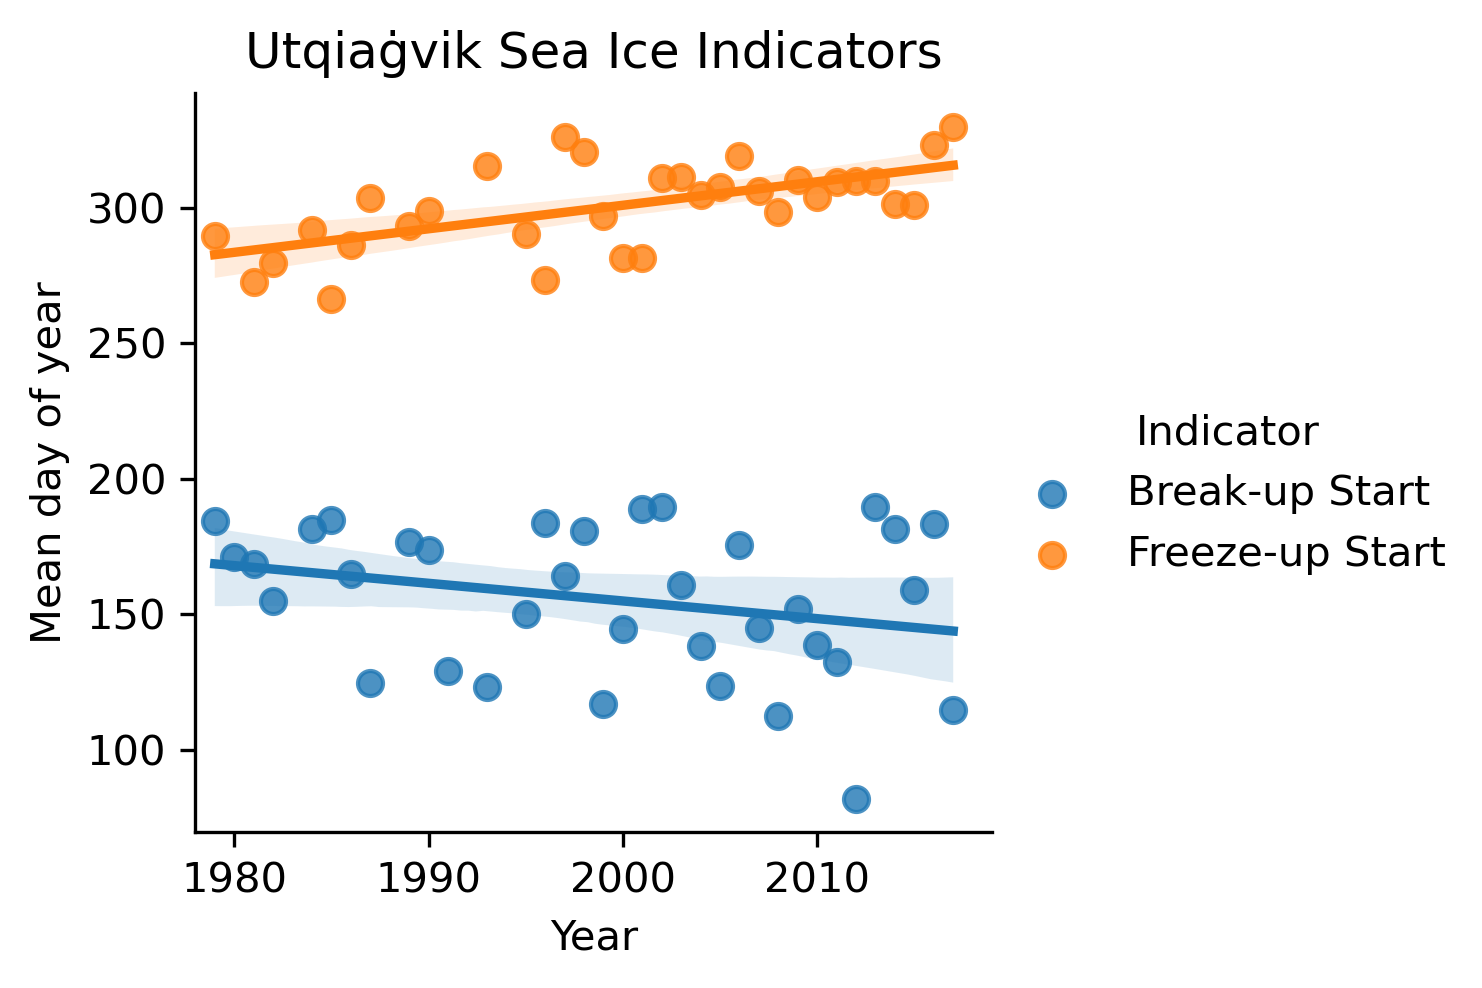 Utqiaġvik Sea Ice Indicators
Mean day of year
300
250
200
150
100
1980 1990 2000 2010
Year
Indicator
Break-up Start
Freeze-up Start